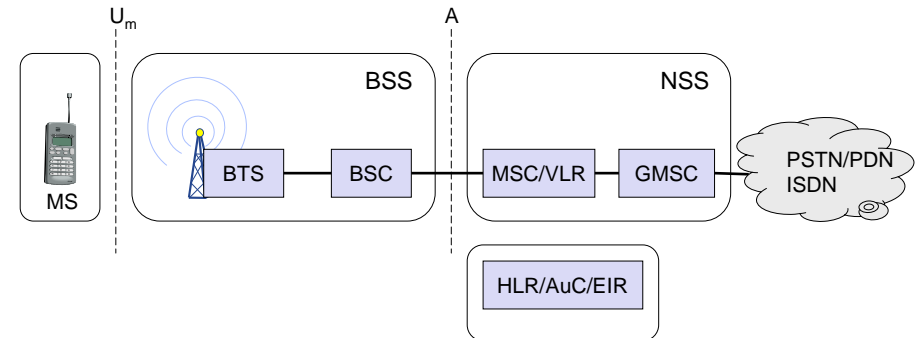 Um
A
BSS
NSS
MS
BTS
BSC
MSC/VLR
GMSC
PSTN/PDN
ISDN
HLR/AuC/EIR